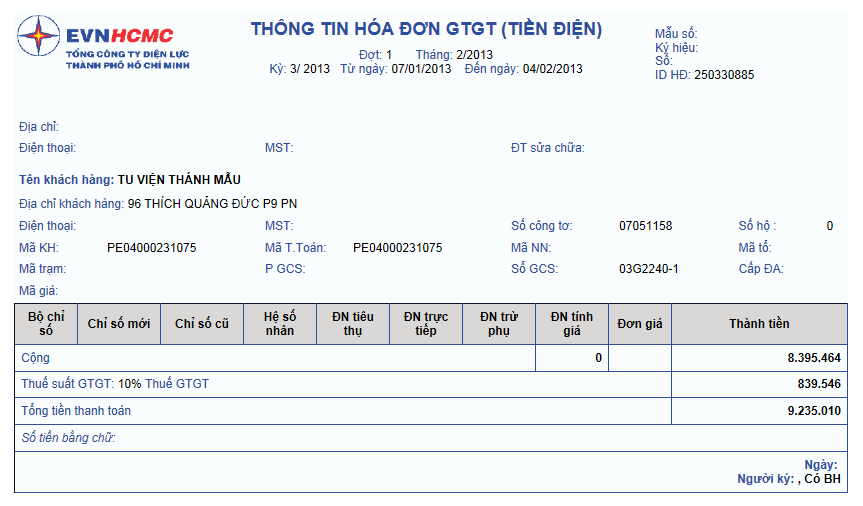 EVNHCMC
TỔNG CÔNG TY ĐIỆN LỰC
THÀNH PHỐ HỒ CHÍ MINH
THÔNG TIN HÓA ĐƠN GTGT (TIỀN ĐIỆN)
Đợt: 1 Tháng: 2/2013
Kỳ: 3/ 2013 Từ ngày: 07/01/2013 Đến ngày: 04/02/2013
Mẫu số:
Ký hiệu:
Số:
ID HĐ: 250330885
Địa chỉ:
Điện thoại: MST: ĐT sửa chữa:
Tên khách hàng: TU VIỆN THÁNH MẪU
Địa chỉ khách hàng: 96 THÍCH QUẢNG ĐỨC P9 PN
Điện thoại: MST: Số công tơ: 07051158 Số hộ : 0
Mã KH: PE04000231075 Mã T.Toán: PE04000231075 Mã NN: Mã tổ:
Mã trạm: P GCS: Sổ GCS: 03G2240-1 Cấp ĐA:
Mã giá:
Bộ chỉ số Chỉ số mới Chỉ số cũ Hệ số nhân ĐN tiêu thụ ĐN trực tiếp ĐN trừ phụ ĐN tính giá Đơn giá Thành tiền
Cộng 0 8.395.464
Thuế suất GTGT: 10% Thuế GTGT 839.546
Tổng tiền thanh toán 9.235.010
Số tiền bằng chữ:
Ngày:
Người ký: , Có BH